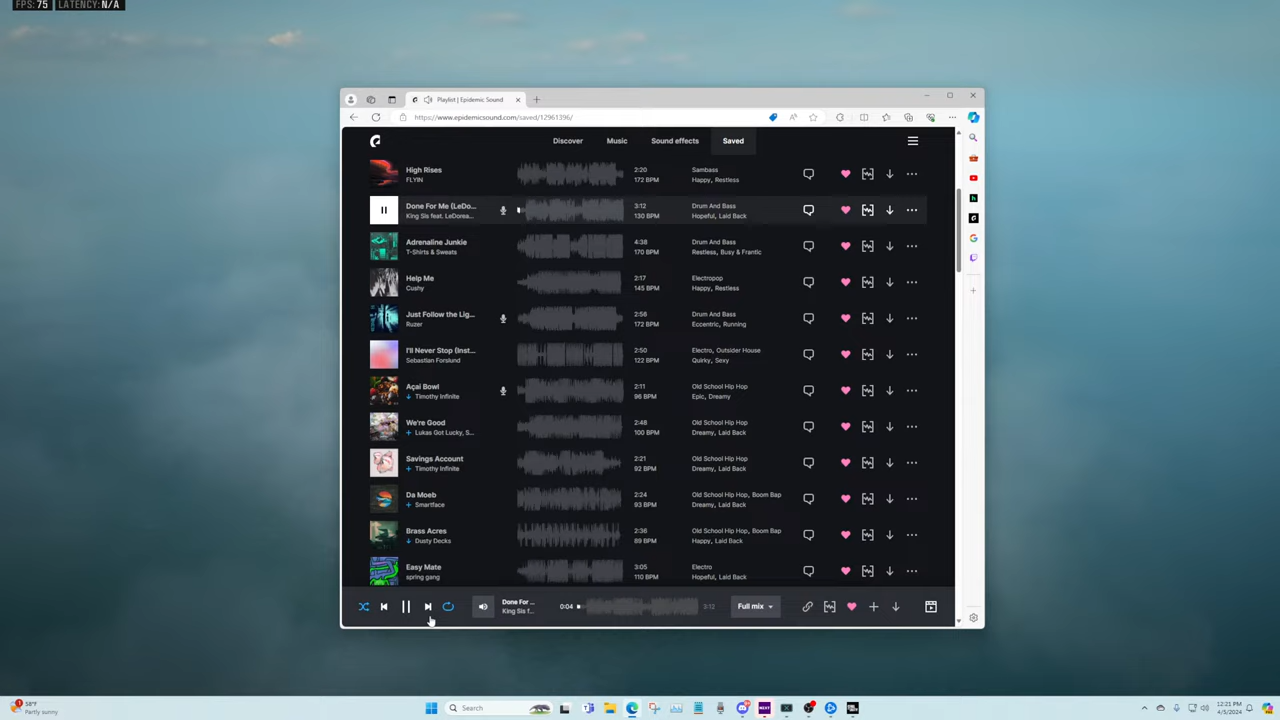 FPS:75 LATENCY:N/A
Playlist | Epidemic Sound
https://www.epidemicsound.com/saved/12961396/
Discover Music Sound effects Saved
High Rises 2:20 Sambass
FLYIN 172 BPM Happy, Restless
Done For Me (LeDo... 3:12 Drum And Bass
King Sis feat. LeDorea... 130 BPM Hopeful, Laid Back
Adrenaline Junkie 4:38 Drum And Bass
T-Shirts & Sweats 170 BPM Restless, Busy & Frantic
Help Me 2:17 Electropop
Cushy 145 BPM Happy, Restless
Just Follow the Lig... 2:56 Drum And Bass
Ruzer 172 BPM Eccentric, Running
I'll Never Stop (Inst... 2:50 Electro, Outsider House
Sebastian Forslund 122 BPM Quirky, Sexy
Açai Bowl 2:11 Old School Hip Hop
Timothy Infinite 96 BPM Epic, Dreamy
We're Good 2:48 Old School Hip Hop
Lukas Got Lucky, S... 100 BPM Dreamy, Laid Back
Savings Account 2:21 Old School Hip Hop
Timothy Infinite 92 BPM Dreamy, Laid Back
Da Moeb 2:24 Old School Hip Hop, Boom Bap
Smartface 93 BPM Dreamy, Laid Back
Brass Acres 2:36 Old School Hip Hop, Boom Bap
Dusty Decks 89 BPM Happy, Laid Back
Easy Mate 3:05 Electro
spring gang 110 BPM Hopeful, Laid Back
Done For ...
King Sis f... 0:04 3:12 Full mix
58°F
Partly sunny
Search
12:21 PM
4/5/2024